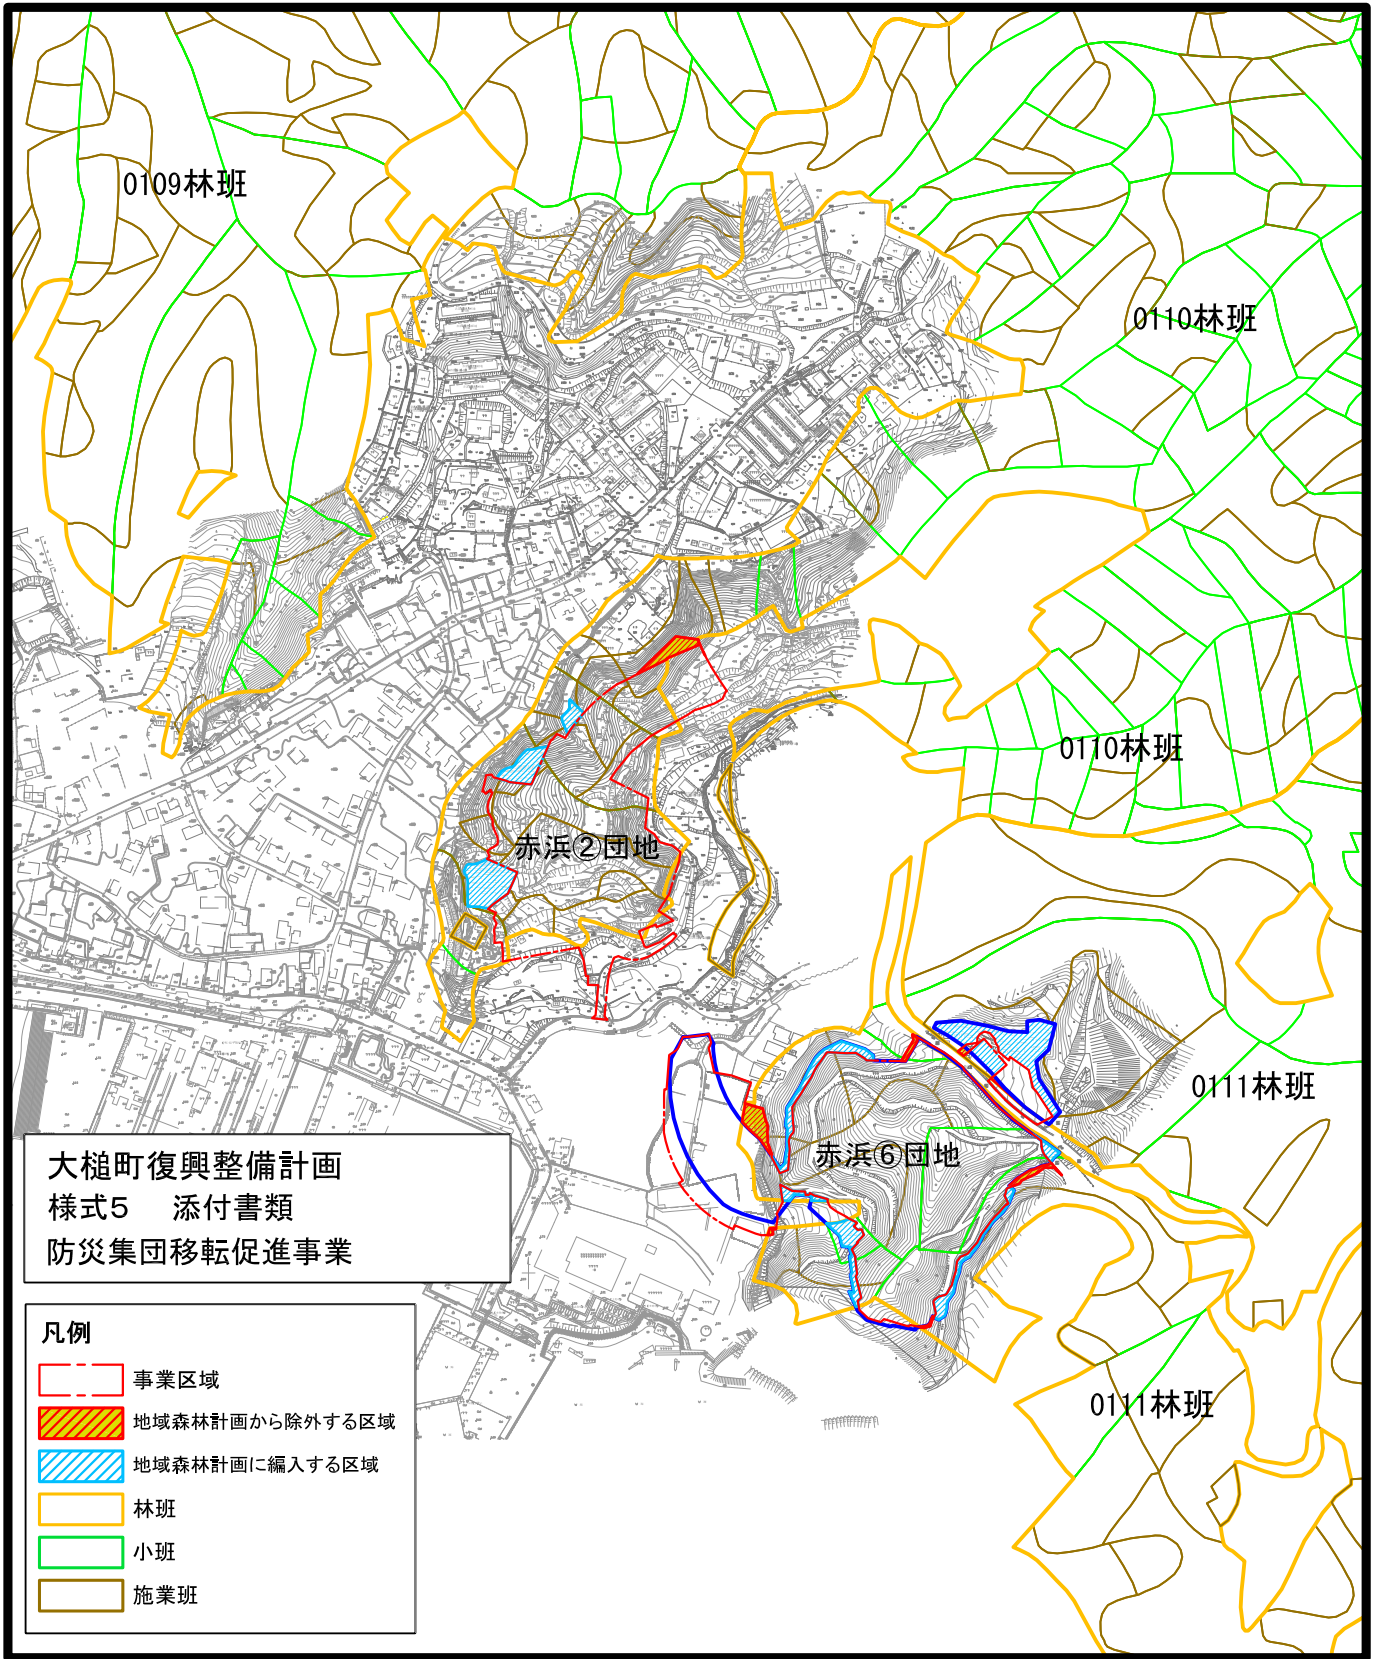 0109林班
0110林班
0110林班
赤浜②団地
0111林班
赤浜⑥団地
大槌町復興整備計画
様式5　添付書類
防災集団移転促進事業
0111林班
凡例
事業区域
地域森林計画から除外する区域
地域森林計画に編入する区域
林班
小班
施業班